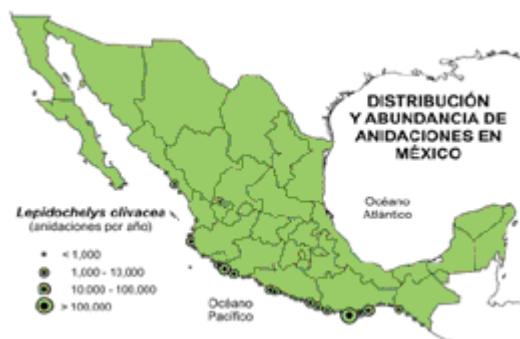 DISTRIBUCIÓN
Y ABUNDANCIA DE
ANIDACIONES EN
MÉXICO
Océano
Atlántico
Lepidochelys olivacea
(anidaciones por año)
< 1,000
1,000 - 13,000
10,000 - 100,000
> 100,000
Océano
Pacífico